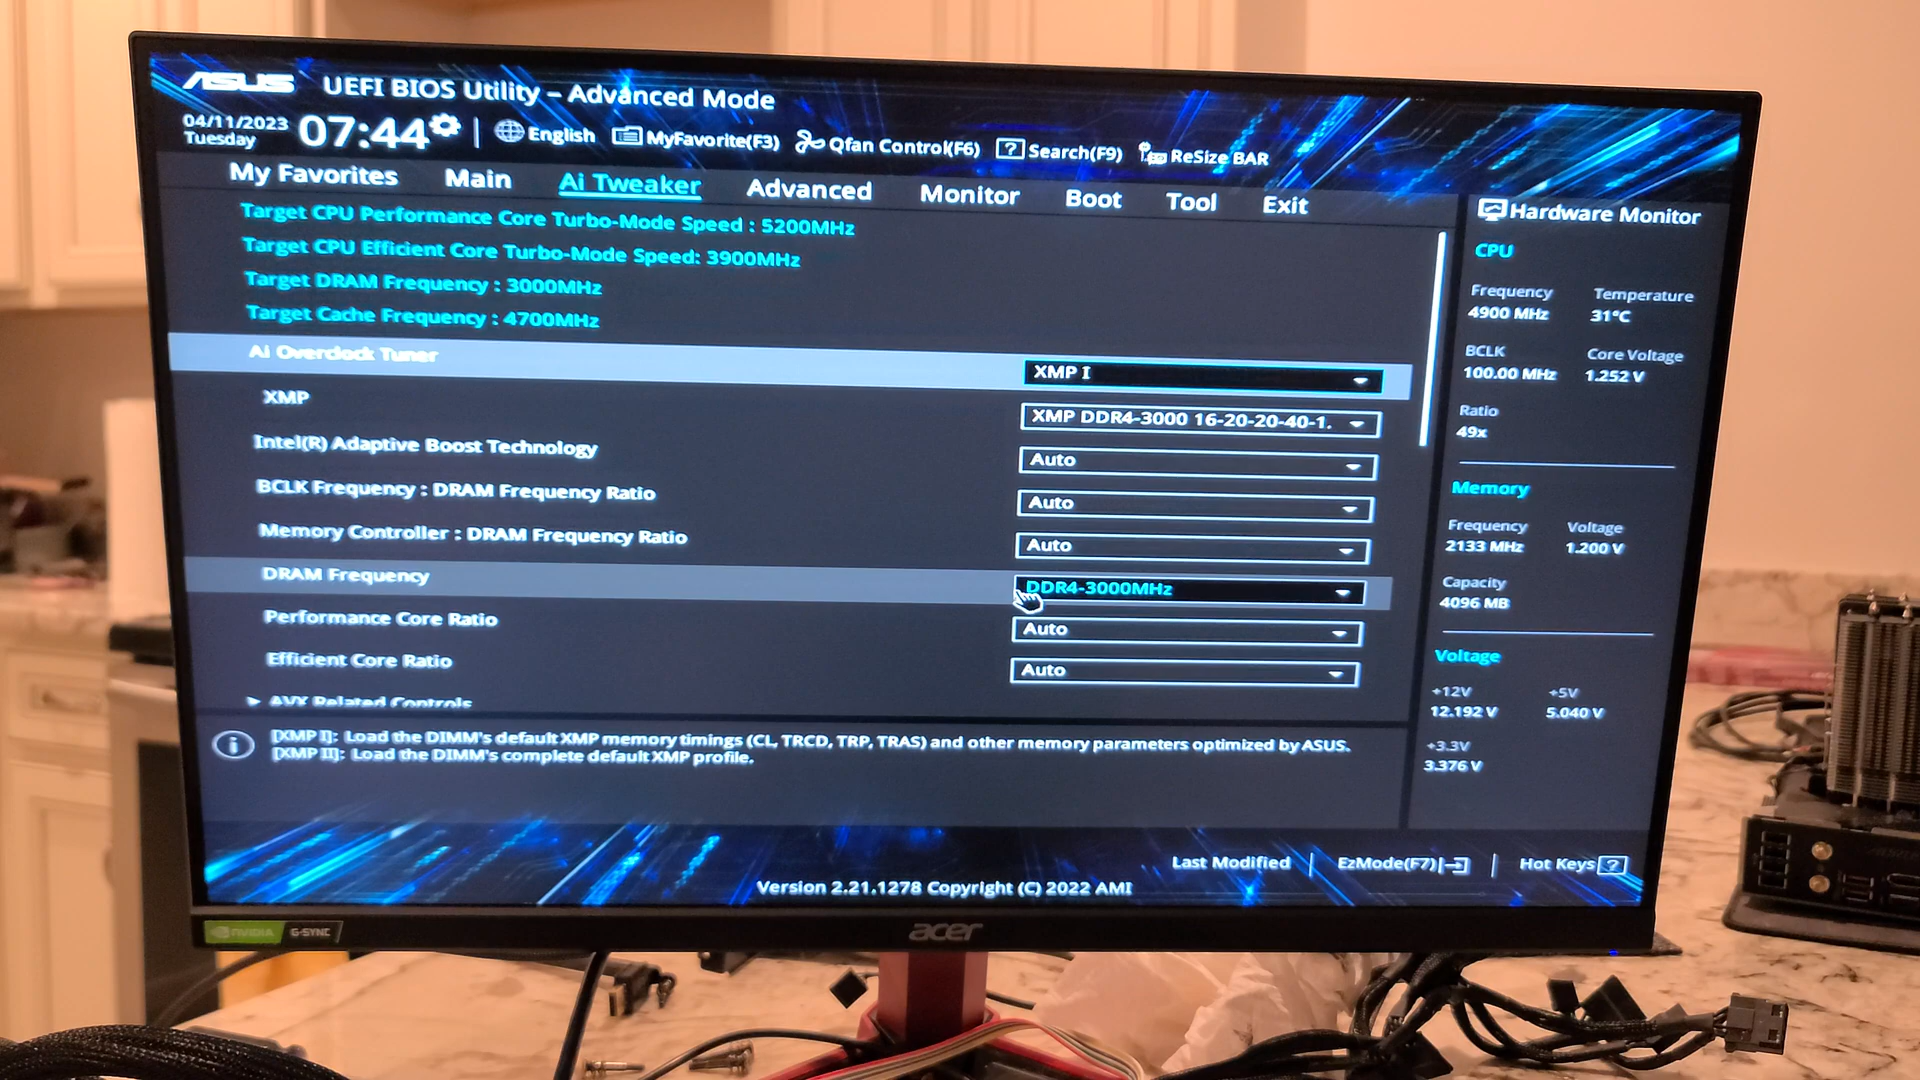 ASUS UEFI BIOS Utility – Advanced Mode
04/11/2023 Tuesday 07:44 English MyFavorite(F3) Qfan Control(F6) ? Search(F9) ReSize BAR
My Favorites Main Ai Tweaker Advanced Monitor Boot Tool Exit
Target CPU Performance Core Turbo-Mode Speed : 5200MHz
Target CPU Efficient Core Turbo-Mode Speed: 3900MHz
Target DRAM Frequency : 3000MHz
Target Cache Frequency : 4700MHz
Ai Overclock Tuner XMP I
XMP XMP DDR4-3000 16-20-20-40-1.
Intel(R) Adaptive Boost Technology Auto
BCLK Frequency : DRAM Frequency Ratio Auto
Memory Controller : DRAM Frequency Ratio Auto
DRAM Frequency DDR4-3000MHz
Performance Core Ratio Auto
Efficient Core Ratio Auto
AVX Related Controls
[XMP I]: Load the DIMM's default XMP memory timings (CL, TRCD, TRP, TRAS) and other memory parameters optimized by ASUS.
[XMP II]: Load the DIMM's complete default XMP profile.
Hardware Monitor
CPU
Frequency Temperature
4900 MHz 31°C
BCLK Core Voltage
100.00 MHz 1.252 V
Ratio
49x
Memory
Frequency Voltage
2133 MHz 1.200 V
Capacity
4096 MB
Voltage
+12V +5V
12.192 V 5.040 V
+3.3V
3.376 V
Last Modified EzMode(F7) Hot Keys ?
Version 2.21.1278 Copyright (C) 2022 AMI
NVIDIA G-SYNC acer